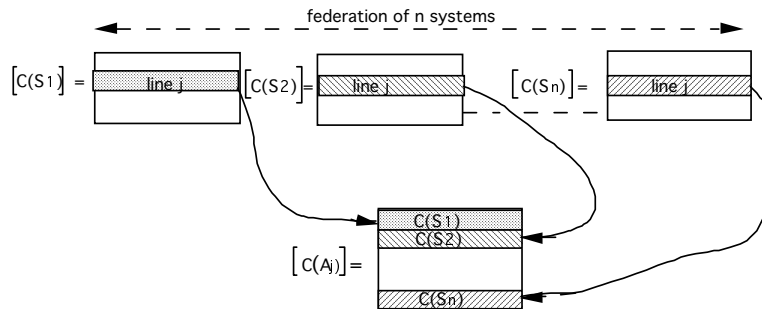 federation of n systems
[C(S1)] = line j [C(S2)]= line j [C(Sn)]= line j
C(S1)
C(S2)
[C(Aj)]=
C(Sn)